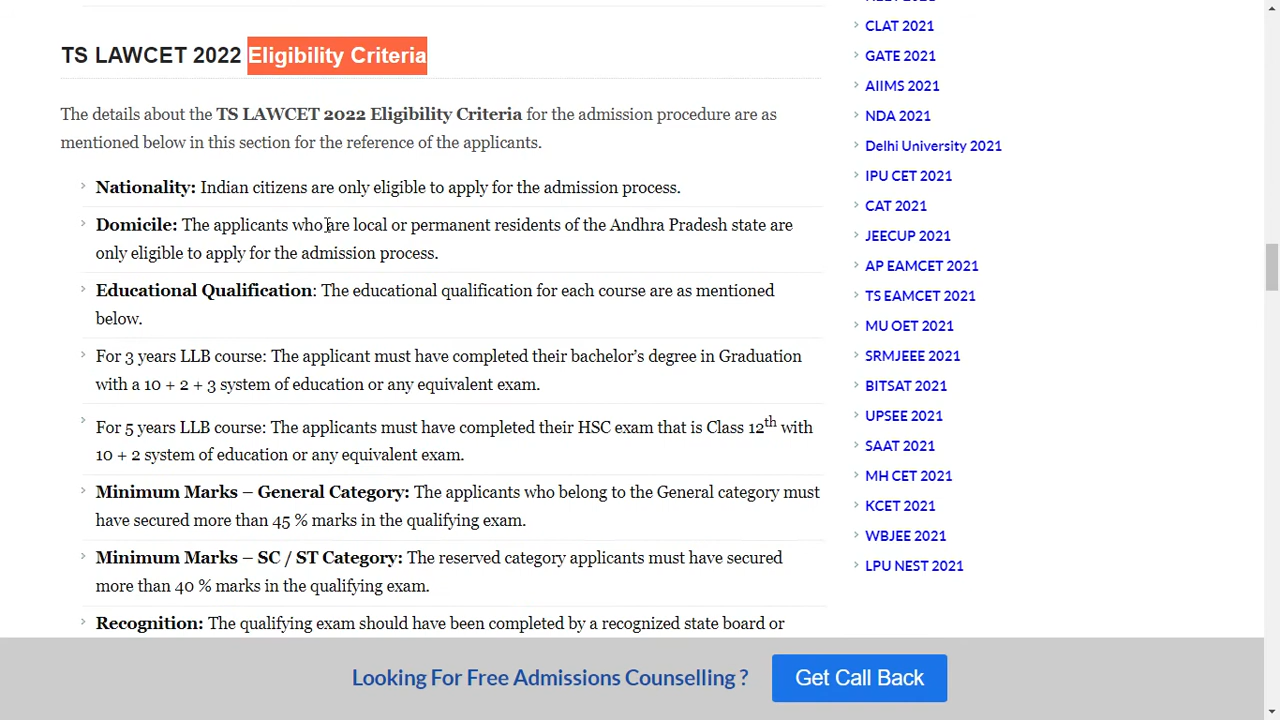 TS LAWCET 2022 Eligibility Criteria
The details about the TS LAWCET 2022 Eligibility Criteria for the admission procedure are as
mentioned below in this section for the reference of the applicants.
Nationality: Indian citizens are only eligible to apply for the admission process.
Domicile: The applicants who are local or permanent residents of the Andhra Pradesh state are
only eligible to apply for the admission process.
Educational Qualification: The educational qualification for each course are as mentioned
below.
For 3 years LLB course: The applicant must have completed their bachelor’s degree in Graduation
with a 10 + 2 + 3 system of education or any equivalent exam.
For 5 years LLB course: The applicants must have completed their HSC exam that is Class 12th with
10 + 2 system of education or any equivalent exam.
Minimum Marks – General Category: The applicants who belong to the General category must
have secured more than 45 % marks in the qualifying exam.
Minimum Marks – SC / ST Category: The reserved category applicants must have secured
more than 40 % marks in the qualifying exam.
Recognition: The qualifying exam should have been completed by a recognized state board or
CLAT 2021
GATE 2021
AIIMS 2021
NDA 2021
Delhi University 2021
IPU CET 2021
CAT 2021
JEECUP 2021
AP EAMCET 2021
TS EAMCET 2021
MU OET 2021
SRMJEEE 2021
BITSAT 2021
UPSEE 2021
SAAT 2021
MH CET 2021
KCET 2021
WBJEE 2021
LPU NEST 2021
Looking For Free Admissions Counselling ?
Get Call Back